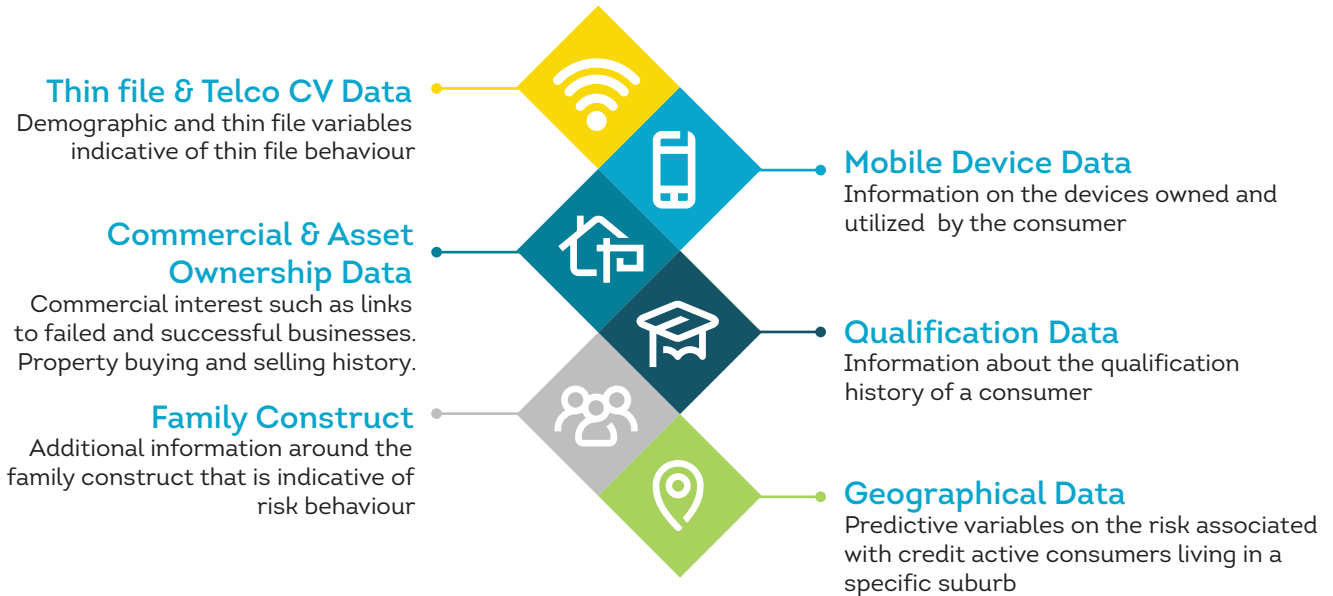 Thin file & Telco CV Data
Demographic and thin file variables
indicative of thin file behaviour
Mobile Device Data
Information on the devices owned and
utilized  by the consumer
Commercial & Asset
Ownership Data
Commercial interest such as links
to failed and successful businesses.
Property buying and selling history.
Qualification Data
Information about the qualification
history of a consumer
Family Construct
Additional information around the
family construct that is indicative of
risk behaviour
Geographical Data
Predictive variables on the risk associated
with credit active consumers living in a
specific suburb